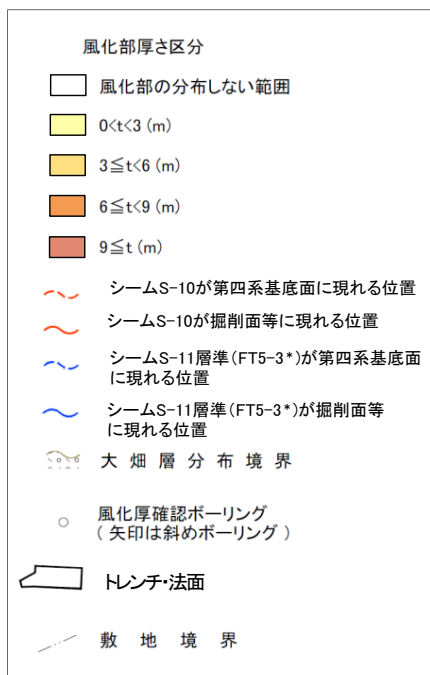 風化部厚さ区分
風化部の分布しない範囲
0<t<3 (m)
3≦t<6 (m)
6≦t<9 (m)
9≦t (m)
シームS-10が第四系基底面に現れる位置
シームS-10が掘削面等に現れる位置
シームS-11層準(FT5-3*)が第四系基底面
に現れる位置
シームS-11層準(FT5-3*)が掘削面等
に現れる位置
大畑層分布境界
風化厚確認ボーリング
( 矢印は斜めボーリング )
トレンチ・法面
敷地境界